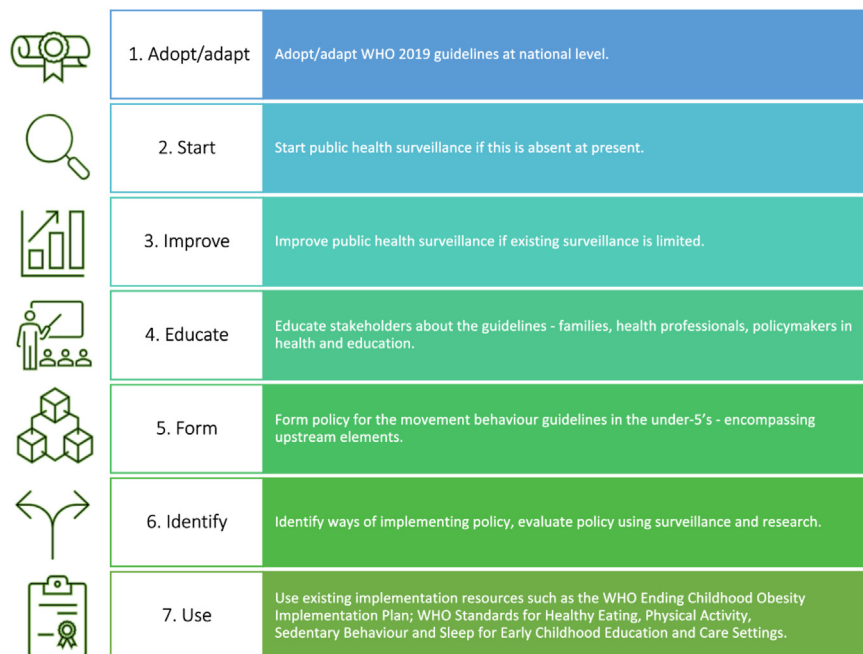 1. Adopt/adapt
Adopt/adapt WHO 2019 guidelines at national level.
2. Start
Start public health surveillance if this is absent at present.
3. Improve
Improve public health surveillance if existing surveillance is limited.
4. Educate
Educate stakeholders about the guidelines - families, health professionals, policymakers in
health and education.
5. Form
Form policy for the movement behaviour guidelines in the under-5's - encompassing
upstream elements.
6. Identify
Identify ways of implementing policy, evaluate policy using surveillance and research.
7. Use
Use existing implementation resources such as the WHO Ending Childhood Obesity
Implementation Plan; WHO Standards for Healthy Eating, Physical Activity,
Sedentary Behaviour and Sleep for Early Childhood Education and Care Settings.